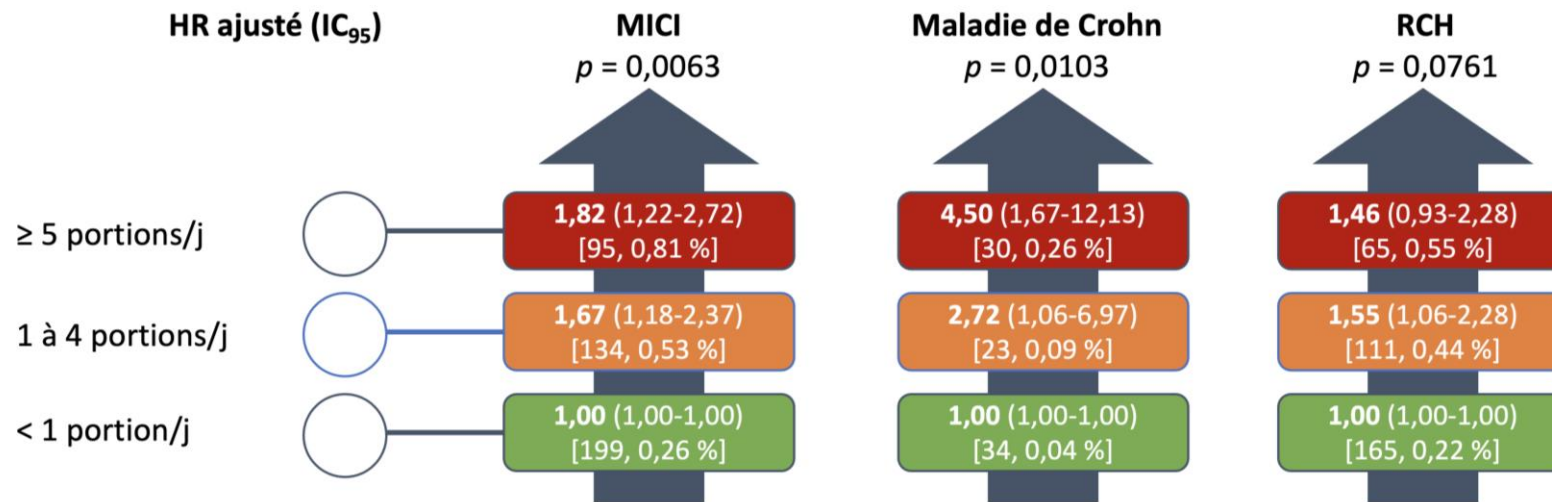 HR ajusté (IC95) MICI Maladie de Crohn RCH
p = 0,0063 p = 0,0103 p = 0,0761
≥ 5 portions/j
1,82 (1,22-2,72) 4,50 (1,67-12,13) 1,46 (0,93-2,28)
[95, 0,81 %] [30, 0,26 %] [65, 0,55 %]
1 à 4 portions/j
1,67 (1,18-2,37) 2,72 (1,06-6,97) 1,55 (1,06-2,28)
[134, 0,53 %] [23, 0,09 %] [111, 0,44 %]
< 1 portion/j
1,00 (1,00-1,00) 1,00 (1,00-1,00) 1,00 (1,00-1,00)
[199, 0,26 %] [34, 0,04 %] [165, 0,22 %]